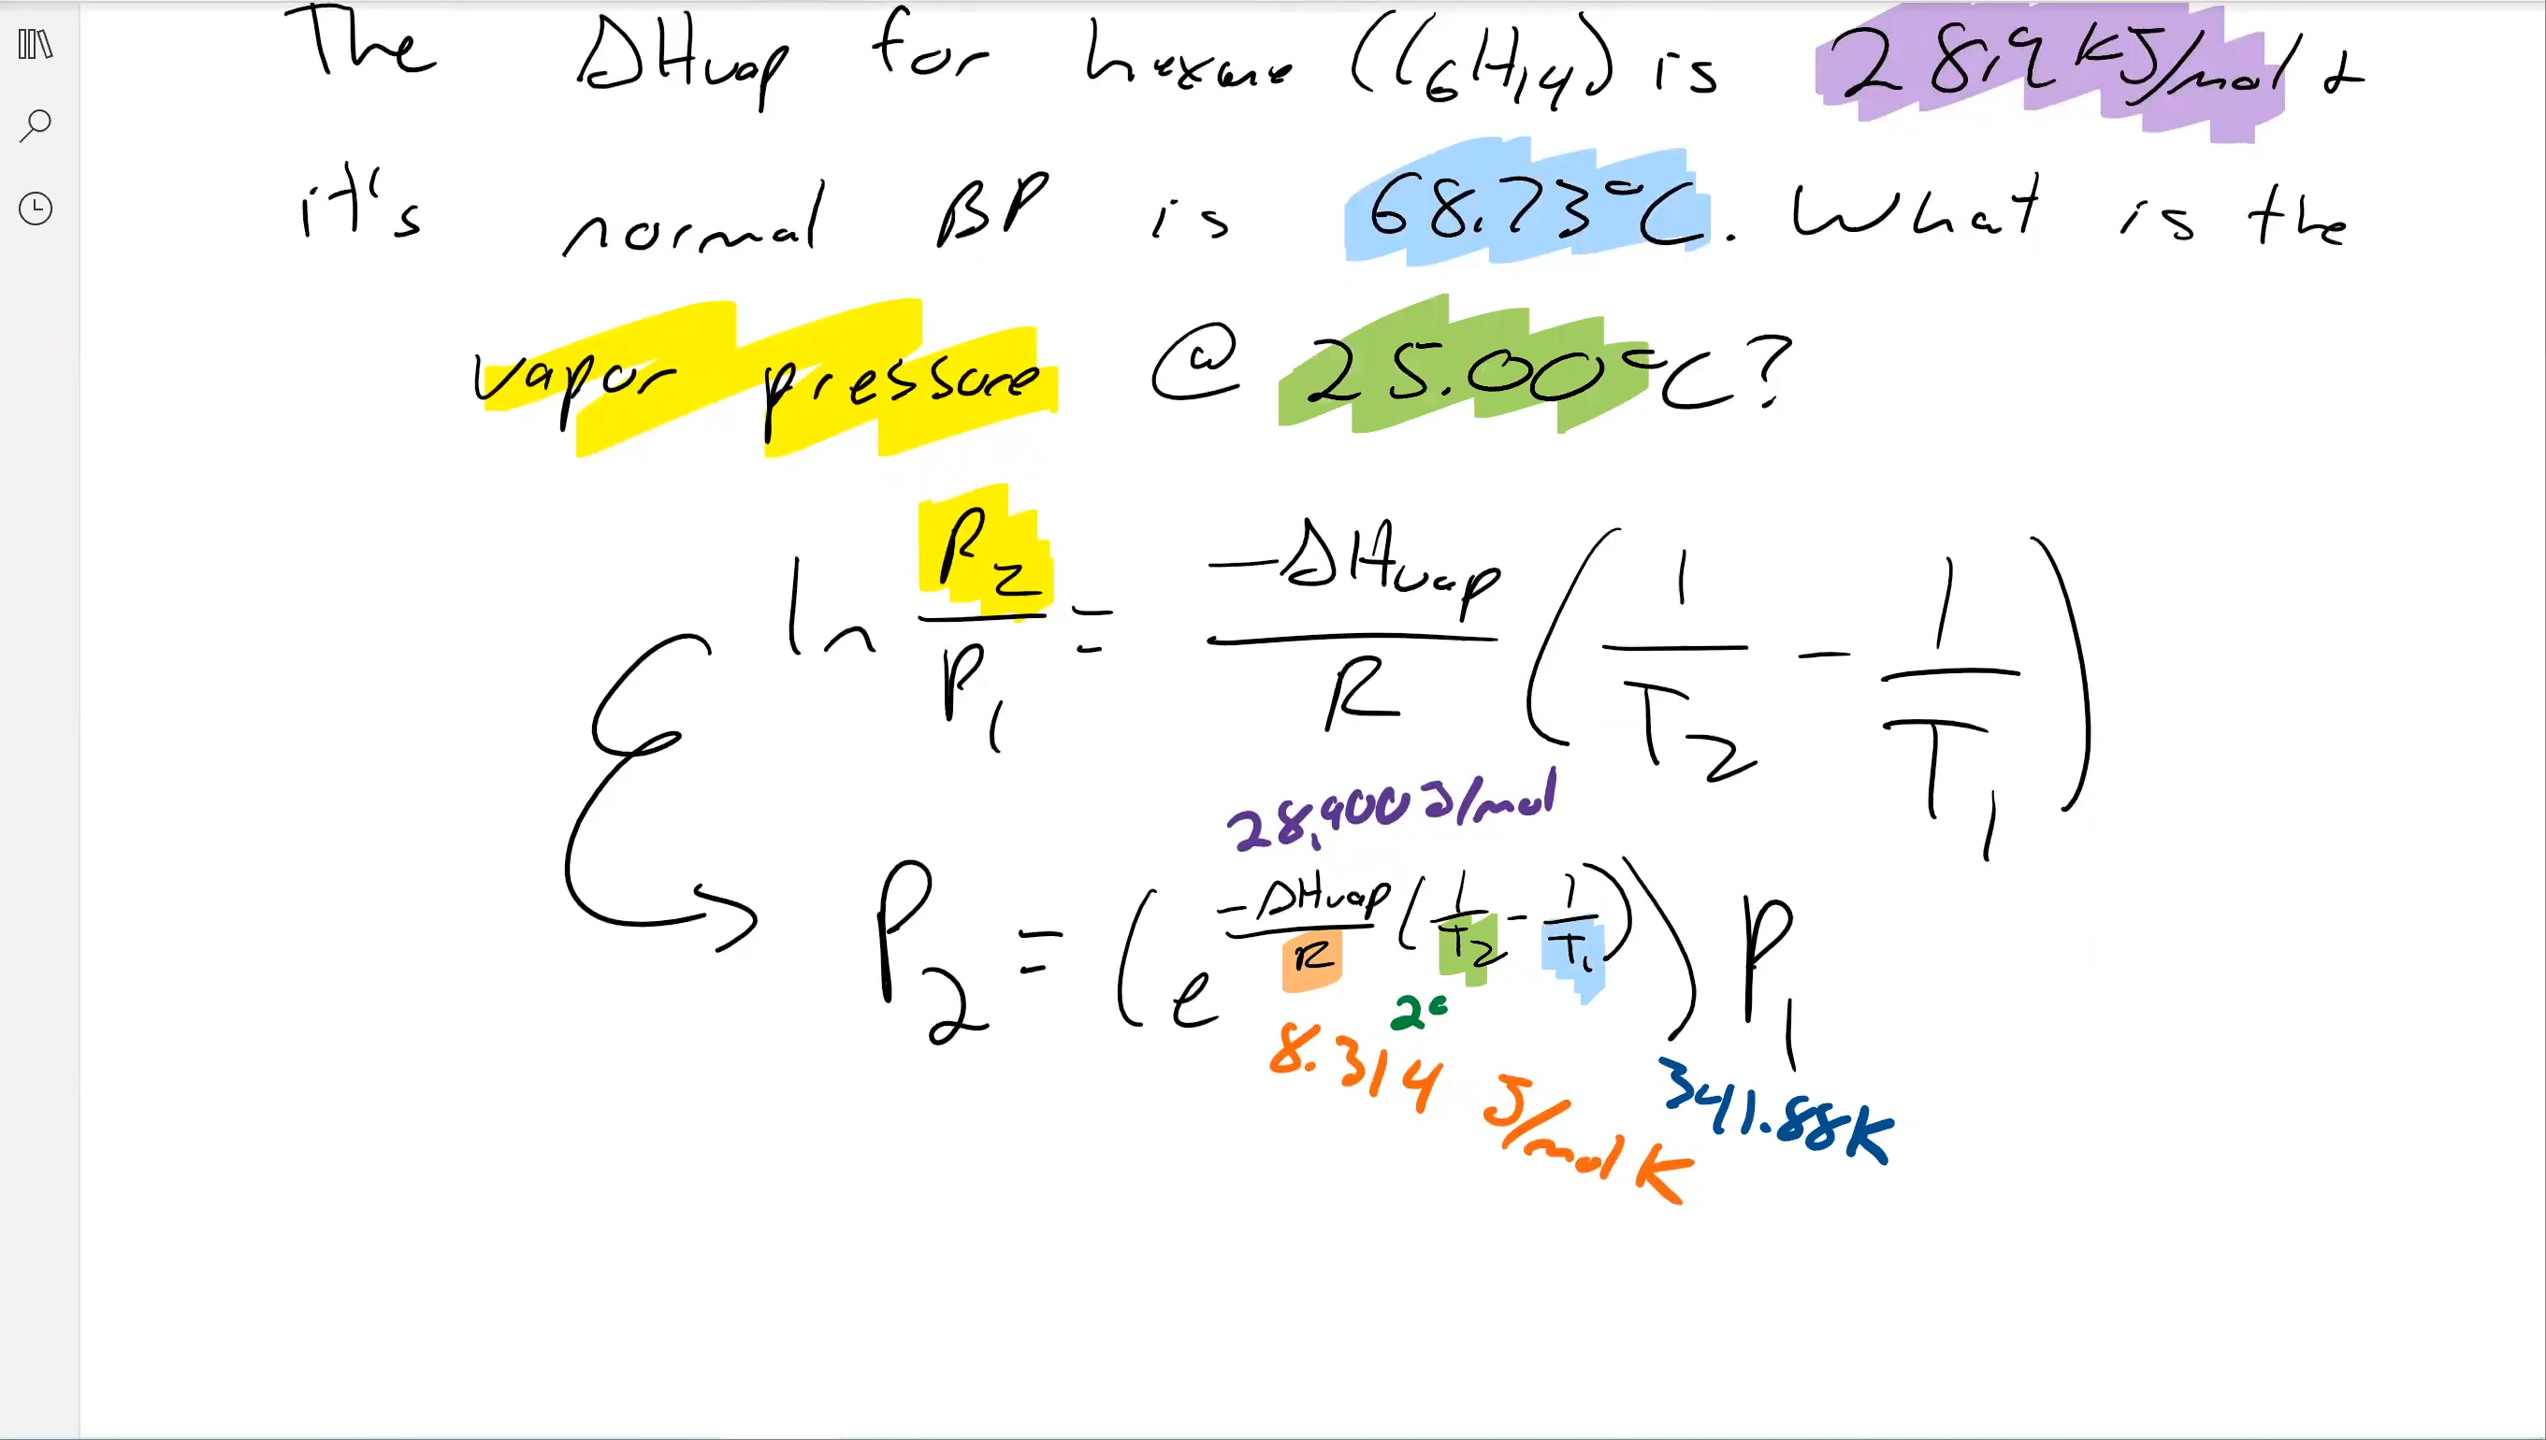 The ΔHvap for hexane (C6H14) is 28.9 kJ/mol +
it's normal BP is 68.73°C. What is the
vapor pressure @ 25.00°C?
ln P2/P1 = -ΔHvap/R (1/T2 - 1/T1)
28,900 J/mol
P2 = (e^(-ΔHvap/R (1/T2 - 1/T1))) P1
8.314 J/mol K
341.88K